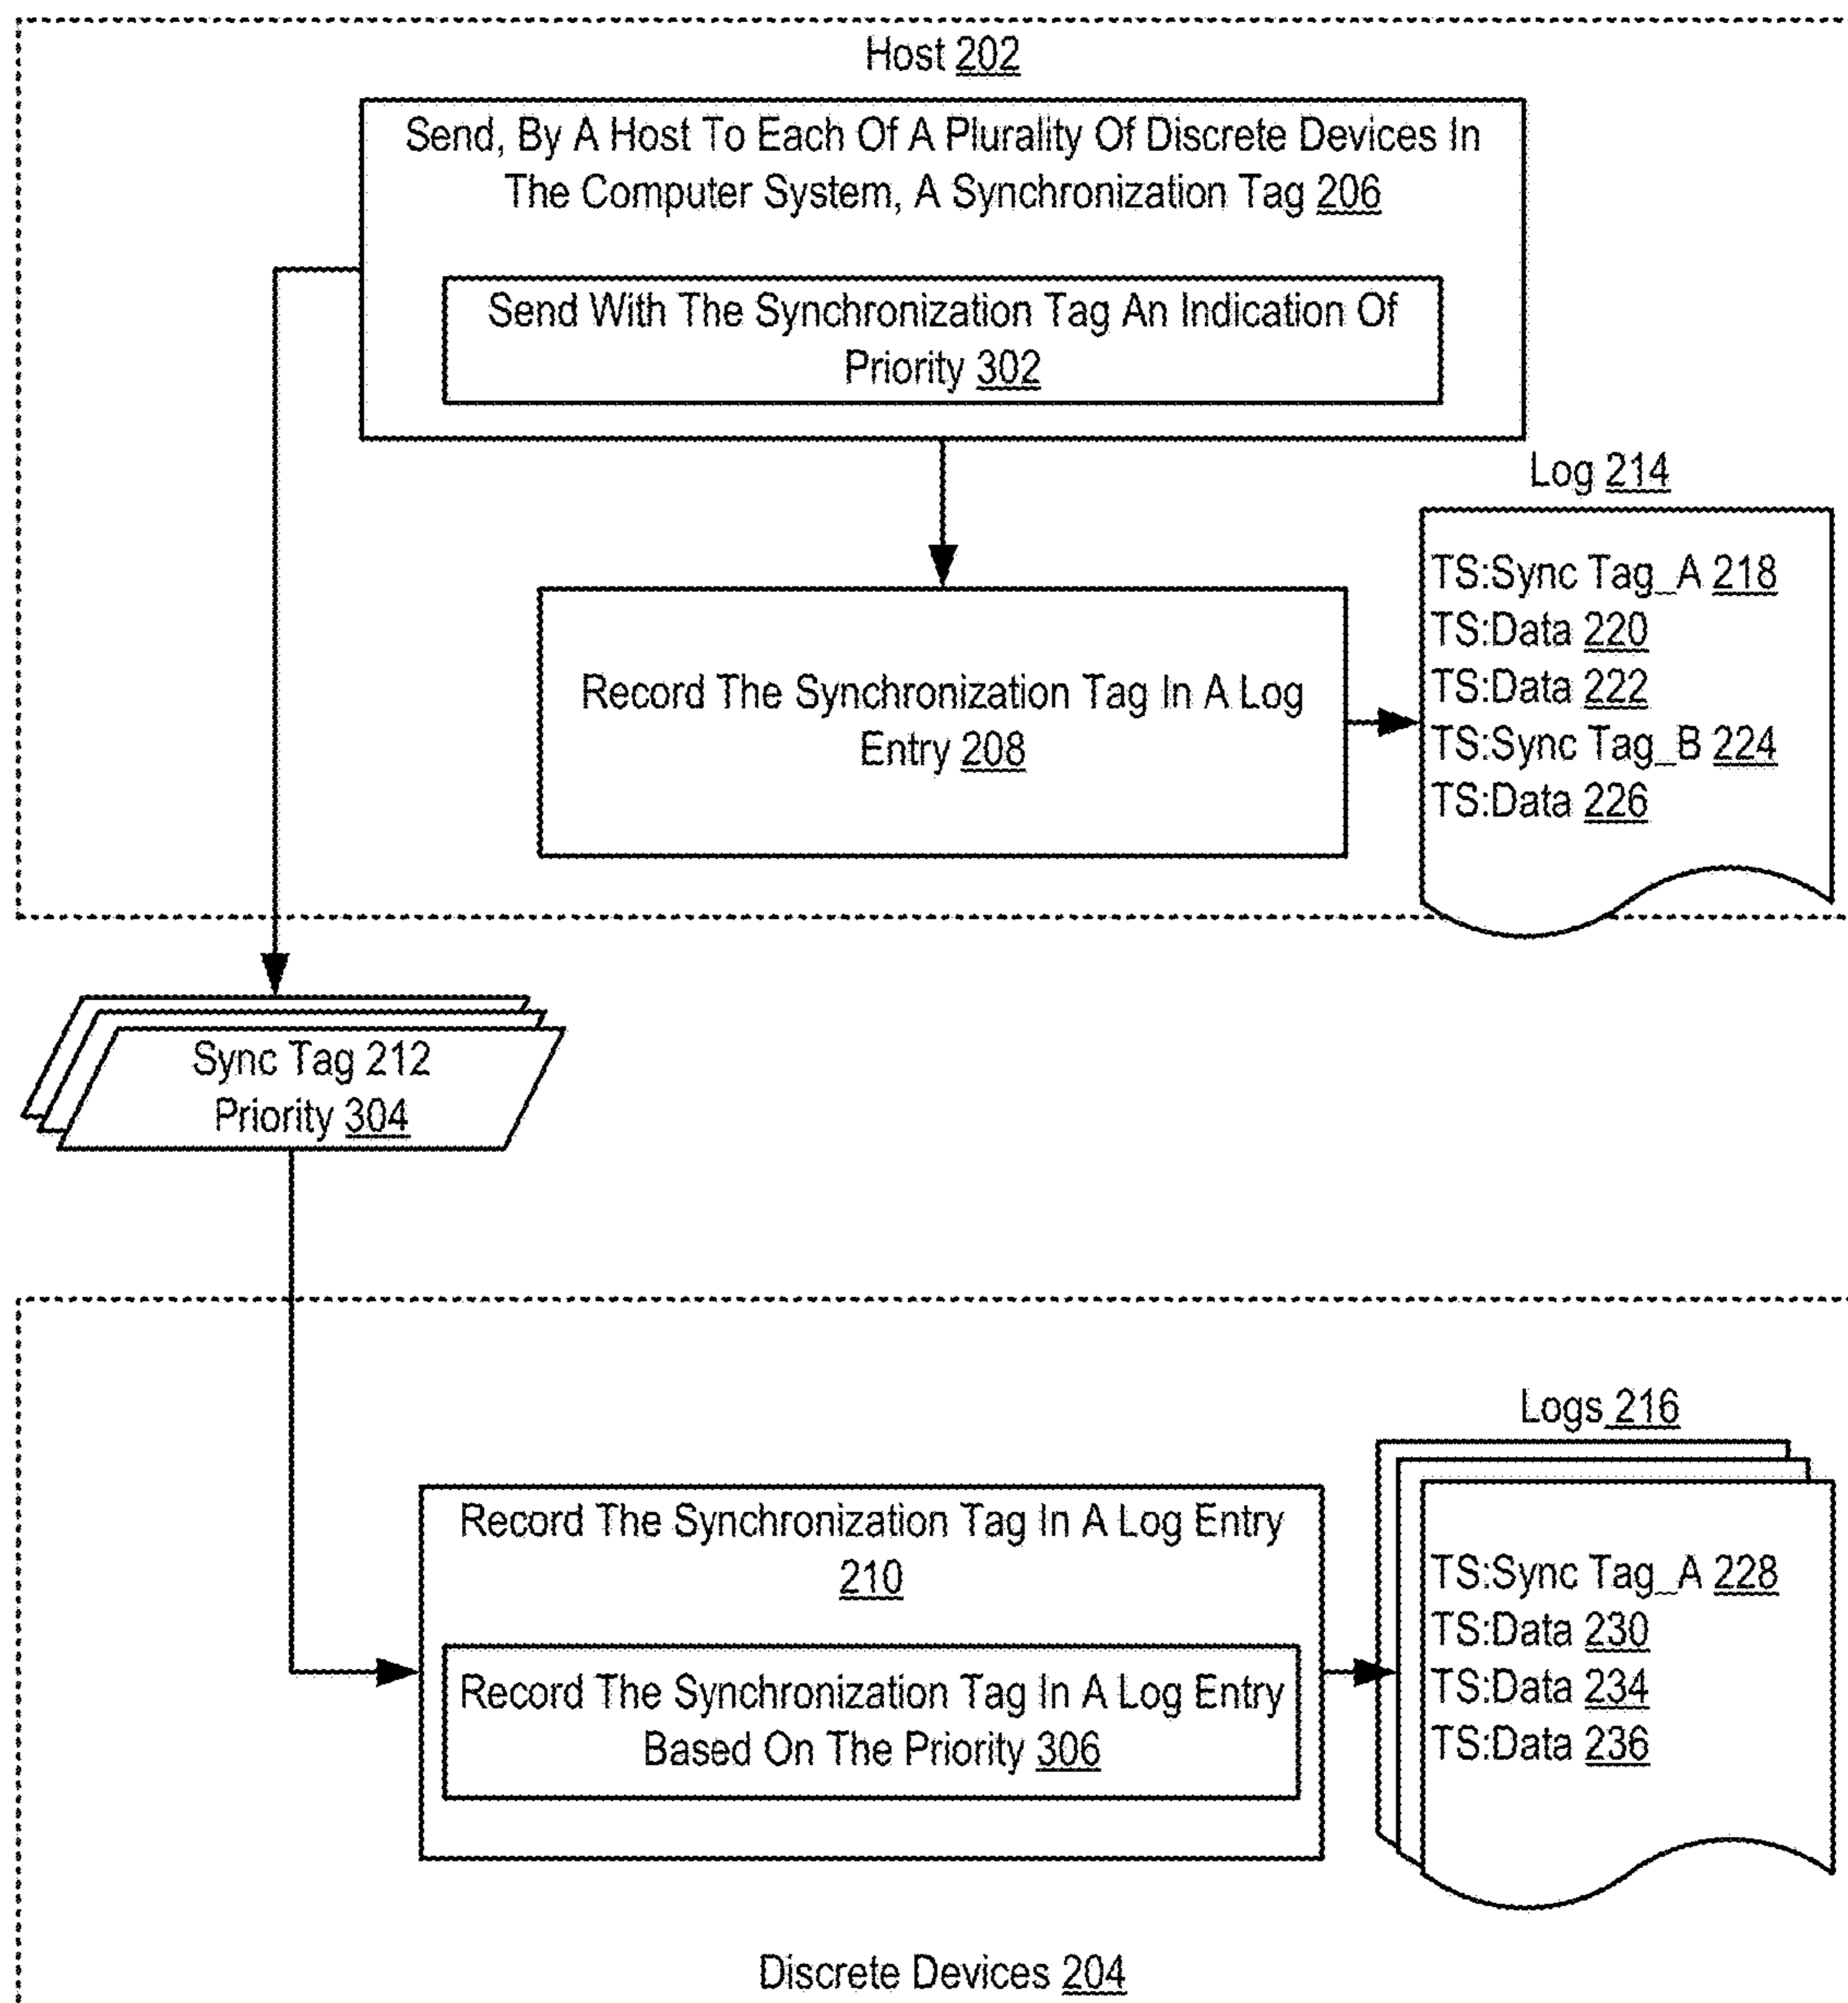 Host 202
Send, By A Host To Each Of A Plurality Of Discrete Devices In
The Computer System, A Synchronization Tag 206
Send With The Synchronization Tag An Indication Of
Priority 302
Log 214
TS:Sync Tag_A 218
TS:Data 220
TS:Data 222
TS:Sync Tag_B 224
TS:Data 226
Record The Synchronization Tag In A Log
Entry 208
Sync Tag 212
Priority 304
Logs 216
Record The Synchronization Tag In A Log Entry
210
Record The Synchronization Tag In A Log Entry
Based On The Priority 306
TS:Sync Tag_A 228
TS:Data 230
TS:Data 234
TS:Data 236
Discrete Devices 204